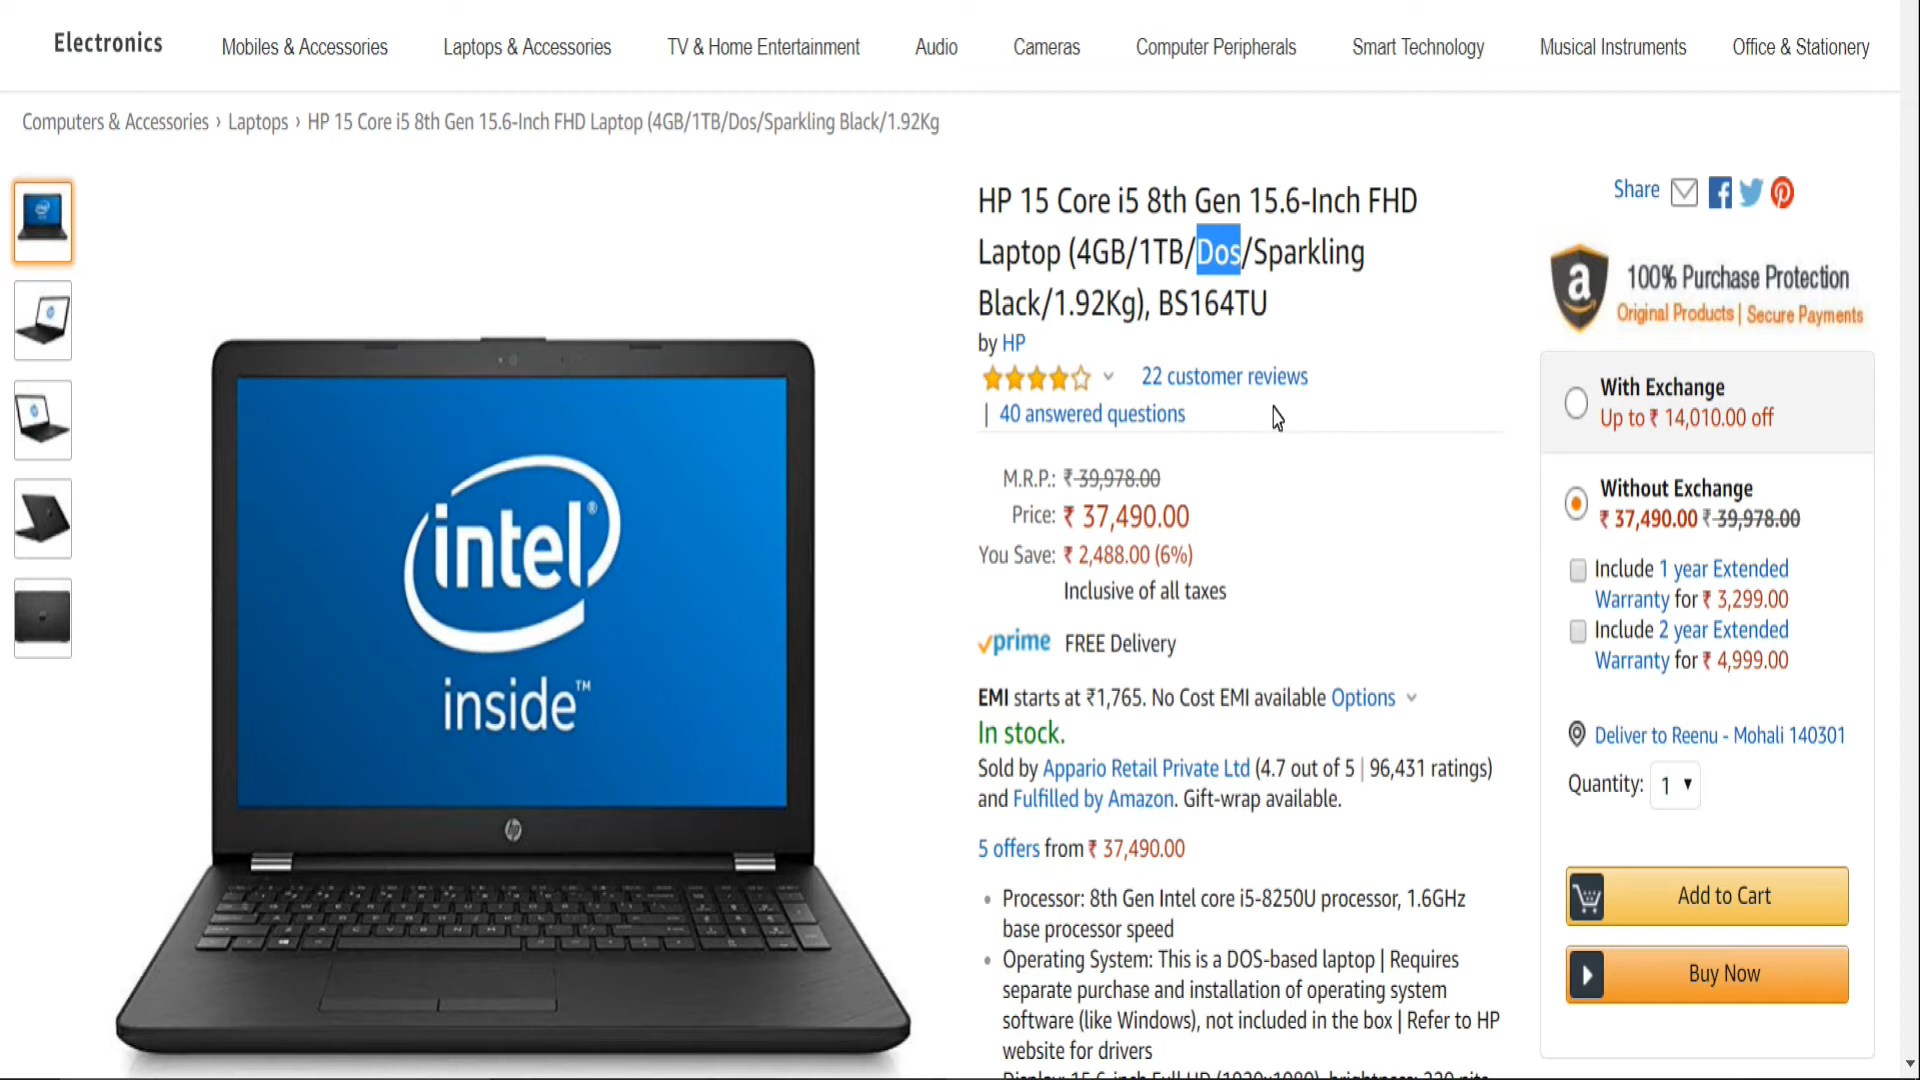 Electronics
Mobiles & Accessories
Laptops & Accessories
TV & Home Entertainment
Audio
Cameras
Computer Peripherals
Smart Technology
Musical Instruments
Office & Stationery
Computers & Accessories › Laptops › HP 15 Core i5 8th Gen 15.6-Inch FHD Laptop (4GB/1TB/Dos/Sparkling Black/1.92Kg
HP 15 Core i5 8th Gen 15.6-Inch FHD
Laptop (4GB/1TB/Dos/Sparkling
Black/1.92Kg), BS164TU
by HP
22 customer reviews
| 40 answered questions
M.R.P.: ₹ 39,978.00
Price: ₹ 37,490.00
You Save: ₹ 2,488.00 (6%)
Inclusive of all taxes
prime FREE Delivery
EMI starts at ₹1,765. No Cost EMI available Options
In stock.
Sold by Appario Retail Private Ltd (4.7 out of 5 | 96,431 ratings)
and Fulfilled by Amazon. Gift-wrap available.
5 offers from ₹ 37,490.00
• Processor: 8th Gen Intel core i5-8250U processor, 1.6GHz
base processor speed
• Operating System: This is a DOS-based laptop | Requires
separate purchase and installation of operating system
software (like Windows), not included in the box | Refer to HP
website for drivers
Display: 15.6-inch Full HD (1920x1080), brightness: 220 nits
Share
a
100% Purchase Protection
Original Products | Secure Payments
With Exchange
Up to ₹ 14,010.00 off
Without Exchange
₹ 37,490.00 ₹ 39,978.00
Include 1 year Extended
Warranty for ₹ 3,299.00
Include 2 year Extended
Warranty for ₹ 4,999.00
Deliver to Reenu - Mohali 140301
Quantity: 1
Add to Cart
Buy Now
intel®
inside™
hp